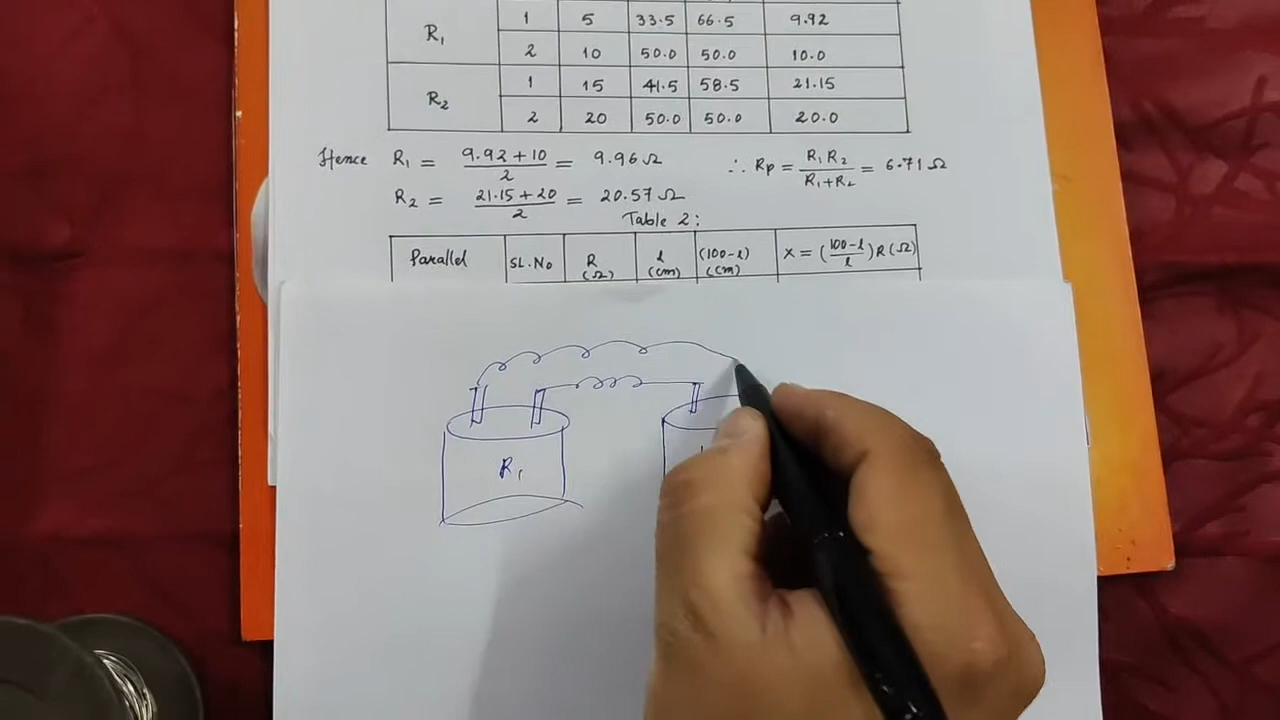 R₁ 1 5 33.5 66.5 9.92
2 10 50.0 50.0 10.0
R₂ 1 15 41.5 58.5 21.15
2 20 50.0 50.0 20.0
Hence R₁ = (9.92 + 10)/2 = 9.96 Ω ∴ Rp = R₁R₂/(R₁+R₂) = 6.71 Ω
R₂ = (21.15 + 20)/2 = 20.57 Ω
Table 2:
Parallel SL.No R (Ω) l (cm) (100-l) (cm) X = ((100-l)/l) R (Ω)
R₁